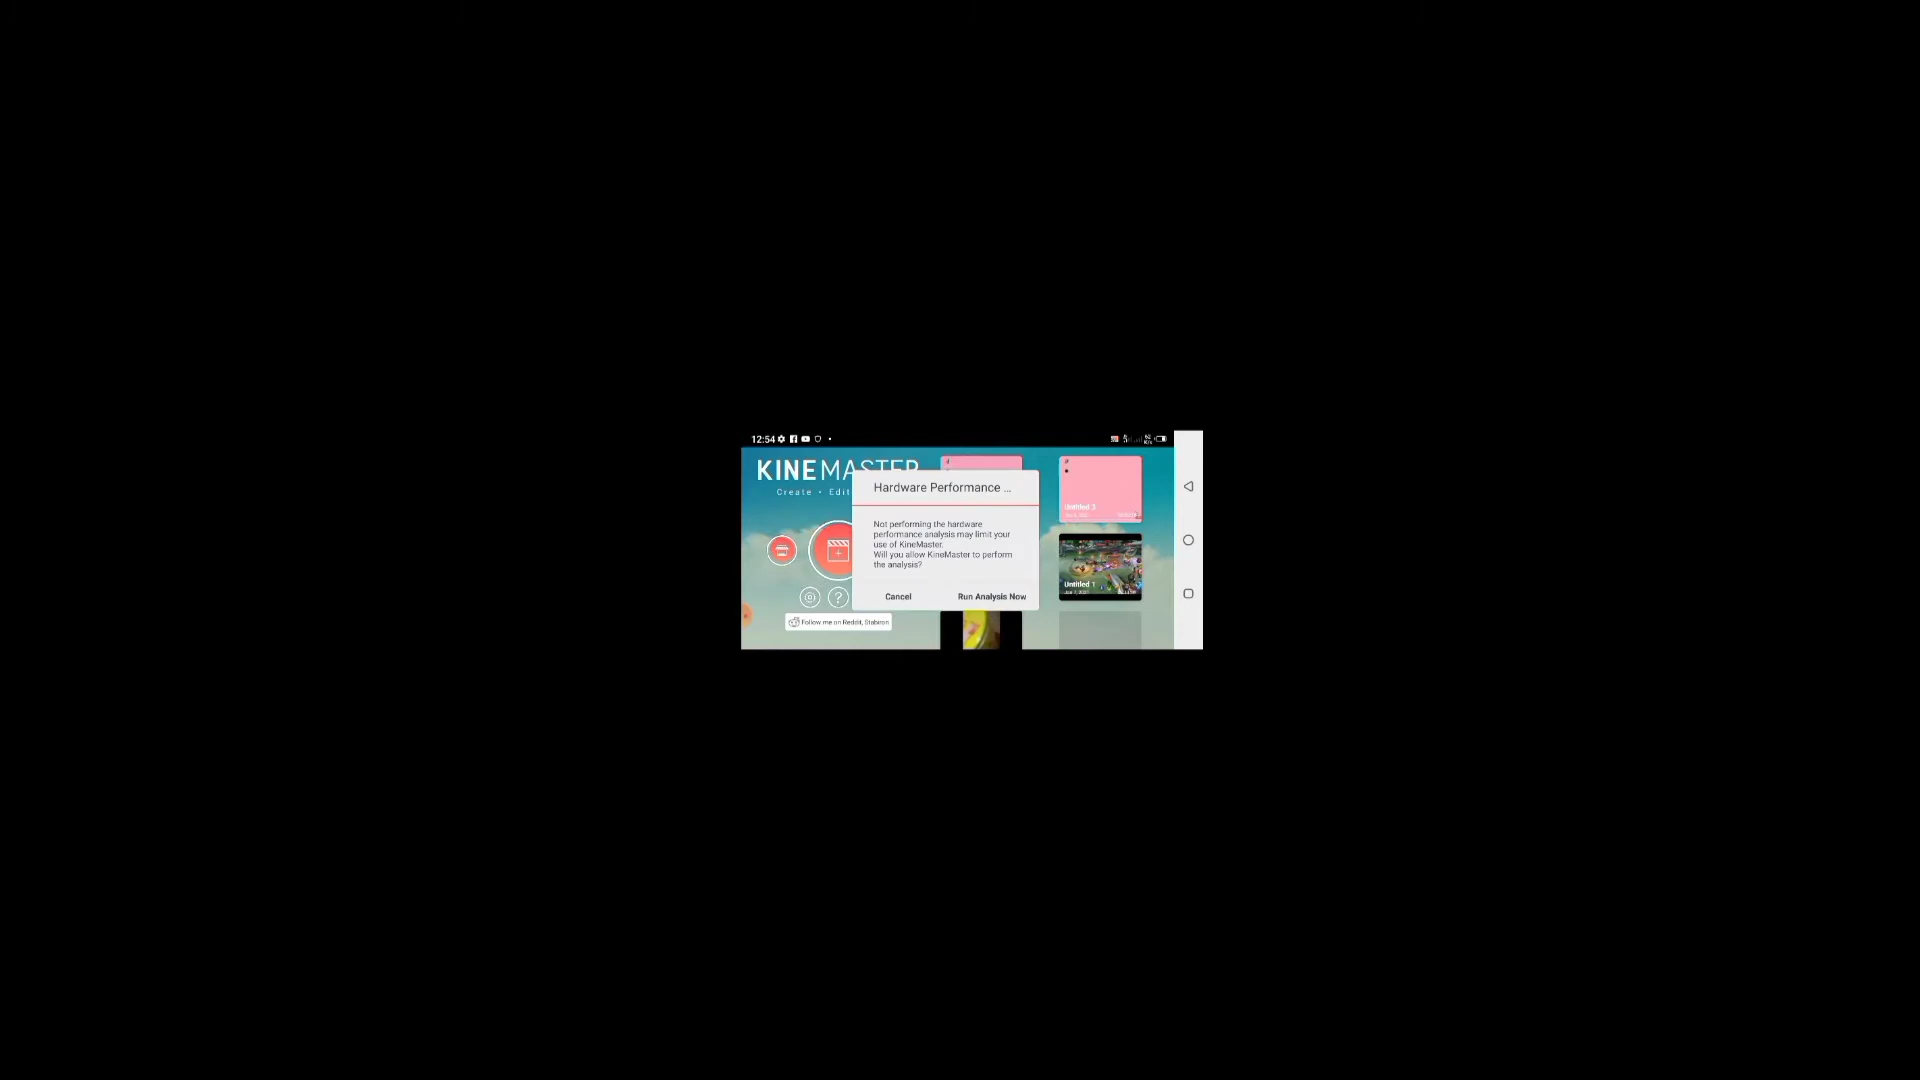 12:54
KINEMASTER
Create • Edit
Hardware Performance ...
Not performing the hardware
performance analysis may limit your
use of KineMaster.
Will you allow KineMaster to perform
the analysis?
Cancel
Run Analysis Now
Untitled 3
Untitled 1
?
Follow me on Reddit, Stabiron